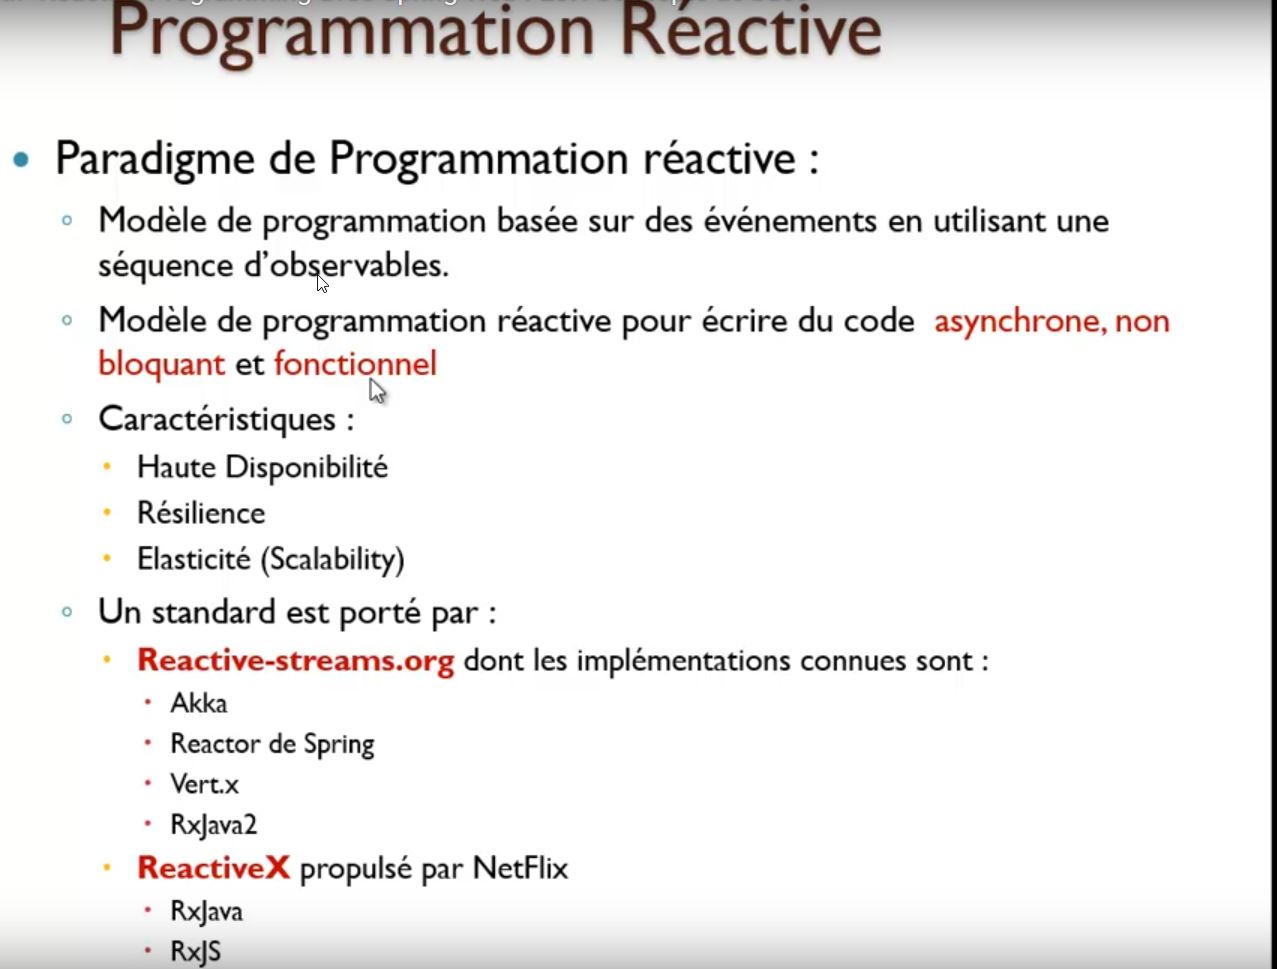 Programmation Réactive
Paradigme de Programmation réactive :
Modèle de programmation basée sur des événements en utilisant une
séquence d'observables.
Modèle de programmation réactive pour écrire du code asynchrone, non
bloquant et fonctionnel
Caractéristiques :
Haute Disponibilité
Résilience
Elasticité (Scalability)
Un standard est porté par :
Reactive-streams.org dont les implémentations connues sont :
Akka
Reactor de Spring
Vert.x
RxJava2
ReactiveX propulsé par NetFlix
RxJava
RxJS